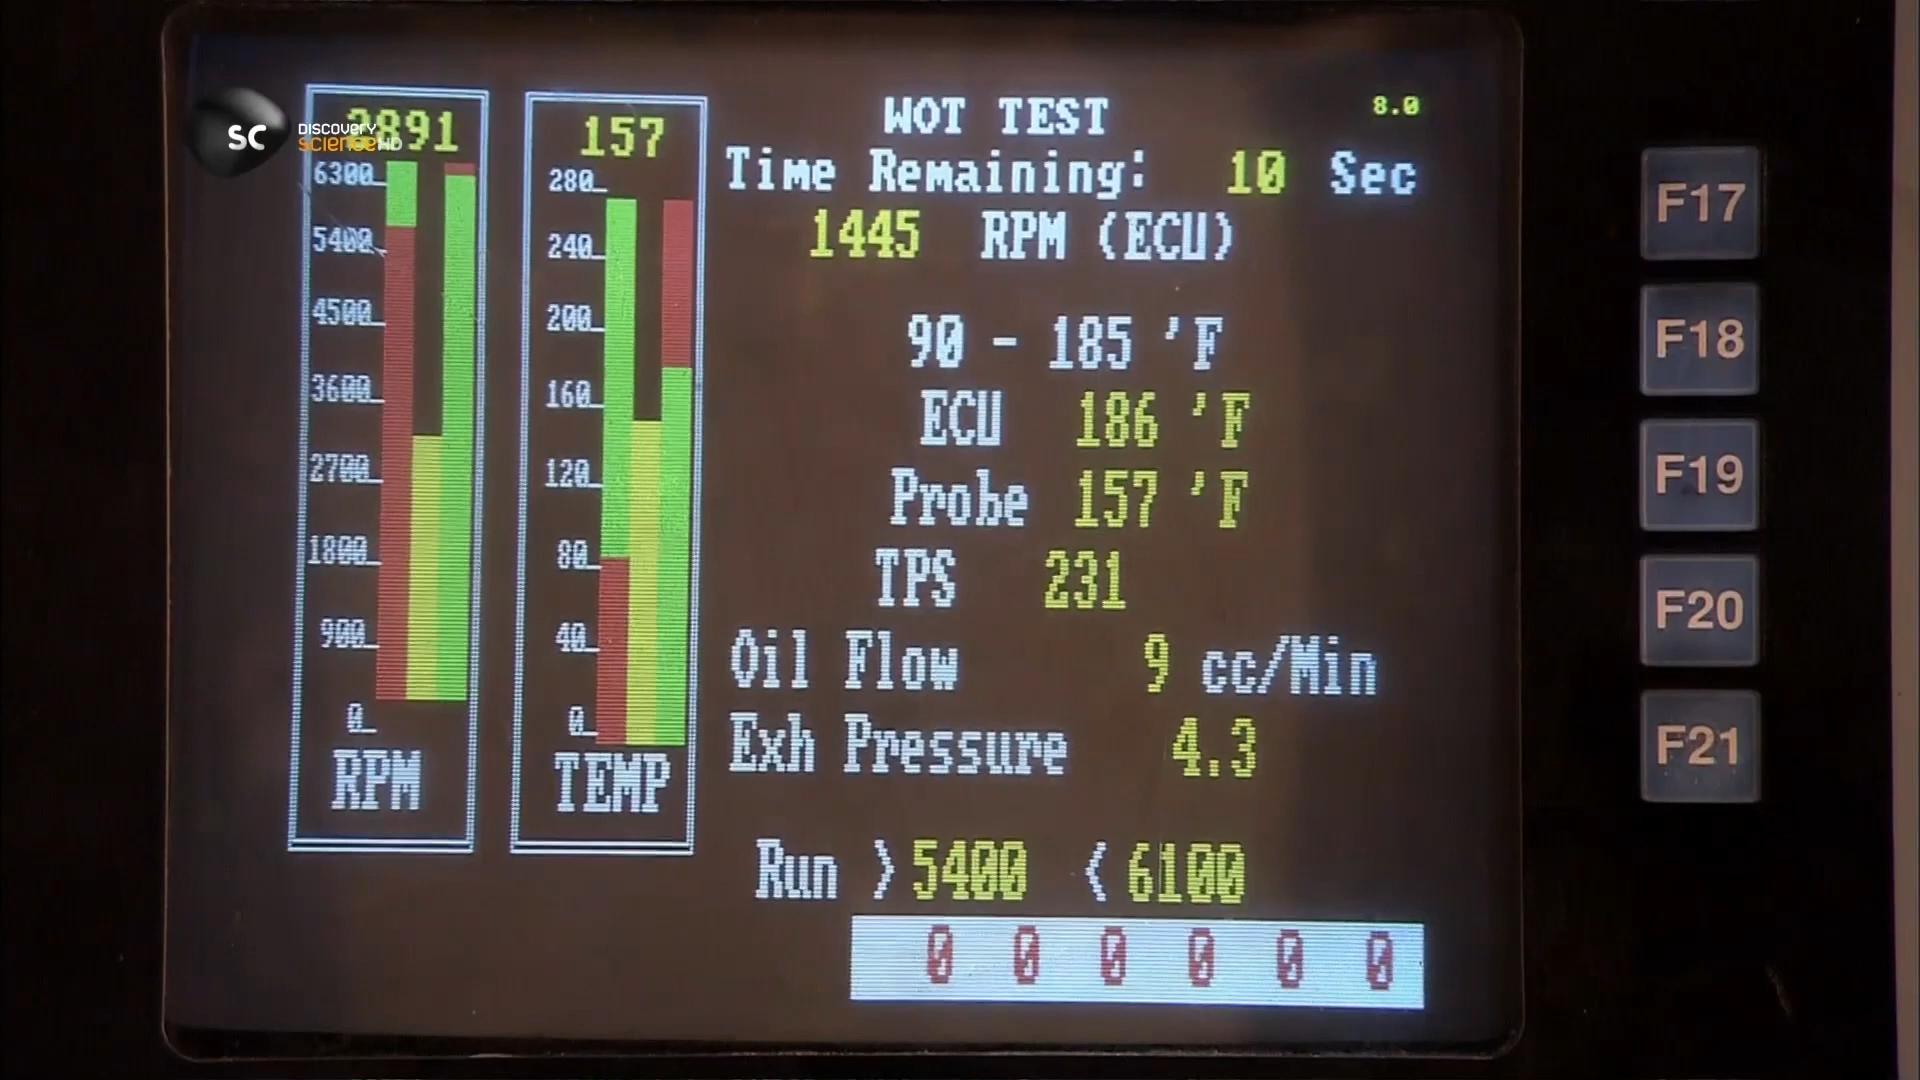 SC
DISCOVERY
SCIENCE HD
2891
6300
5400
4500
3600
2700
1800
900
0
RPM
157
280
240
200
160
120
80
40
0
TEMP
WOT TEST
8.0
Time Remaining: 10 Sec
1445 RPM (ECU)
90 - 185 'F
ECU 186 'F
Probe 157 'F
TPS 231
Oil Flow 9 cc/Min
Exh Pressure 4.3
Run >5400 <6100
0 0 0 0 0 0
F17
F18
F19
F20
F21